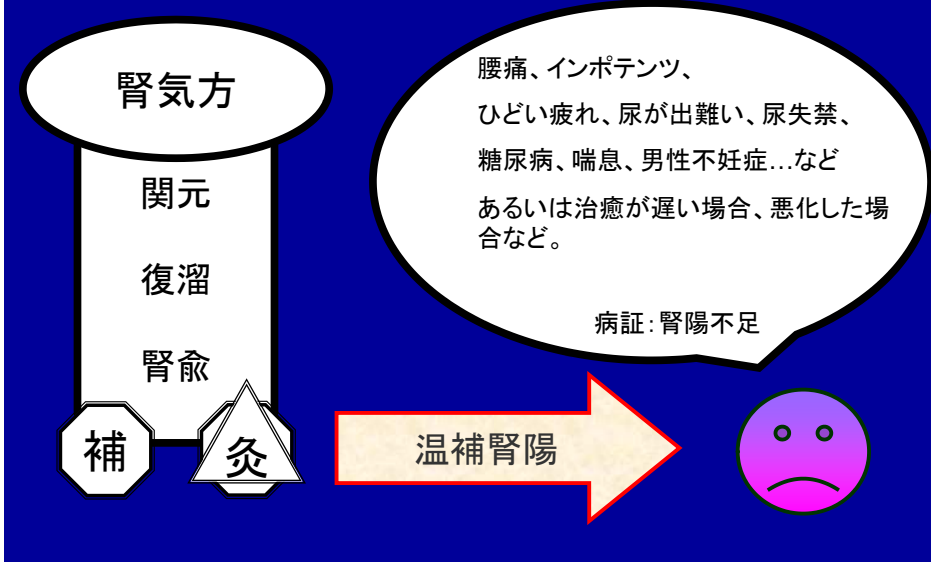 腎気方
関元
復溜
腎兪
補
灸
温補腎陽
腰痛、インポテンツ、
ひどい疲れ、尿が出難い、尿失禁、
糖尿病、喘息、男性不妊症…など
あるいは治癒が遅い場合、悪化した場
合など。
病証：腎陽不足